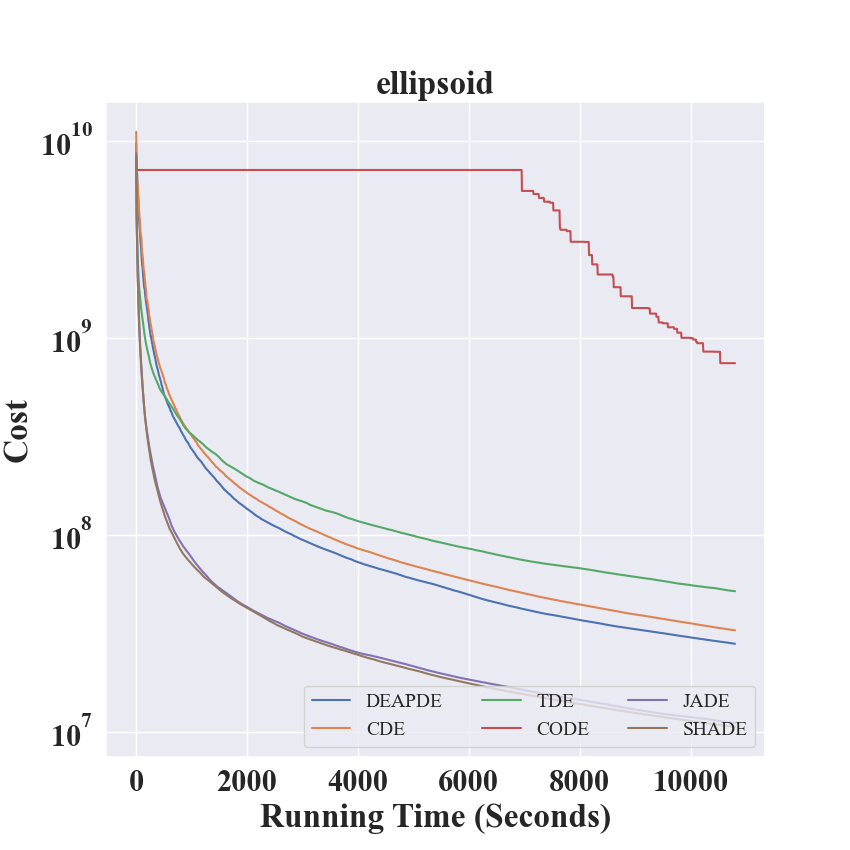 ellipsoid
Cost
10^10
10^9
10^8
10^7
DEAPDE TDE JADE
CDE CODE SHADE
0 2000 4000 6000 8000 10000
Running Time (Seconds)